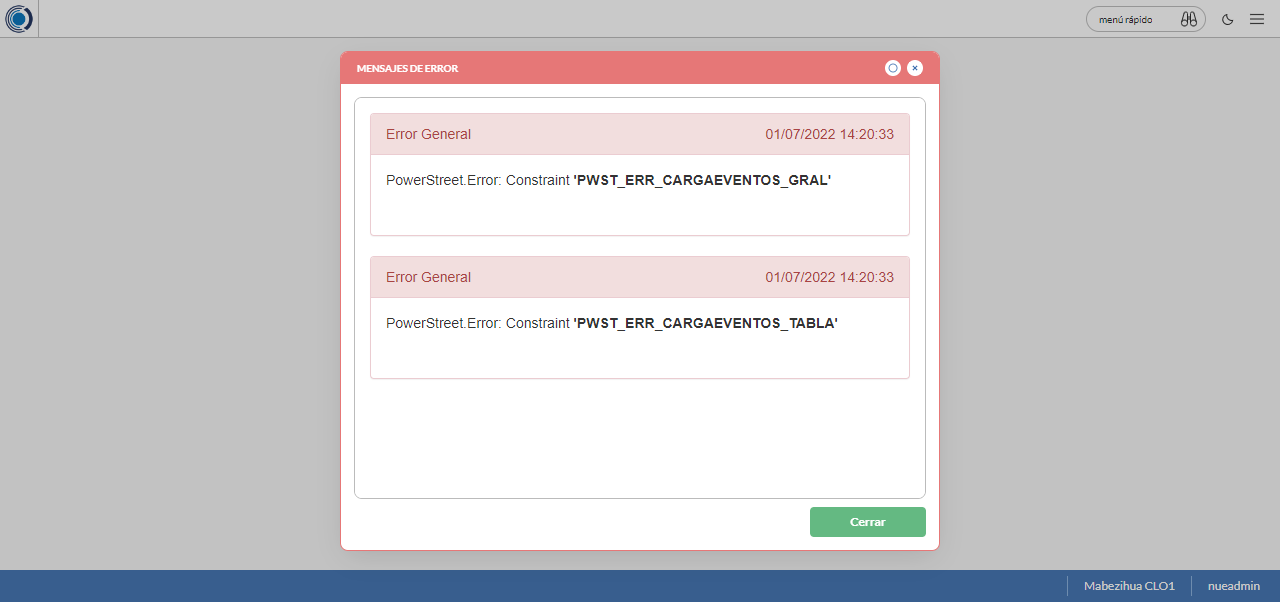 menú rápido
MENSAJES DE ERROR
Error General 01/07/2022 14:20:33
PowerStreet.Error: Constraint 'PWST_ERR_CARGAEVENTOS_GRAL'
Error General 01/07/2022 14:20:33
PowerStreet.Error: Constraint 'PWST_ERR_CARGAEVENTOS_TABLA'
Cerrar
Mabezihua CLO1 nueadmin